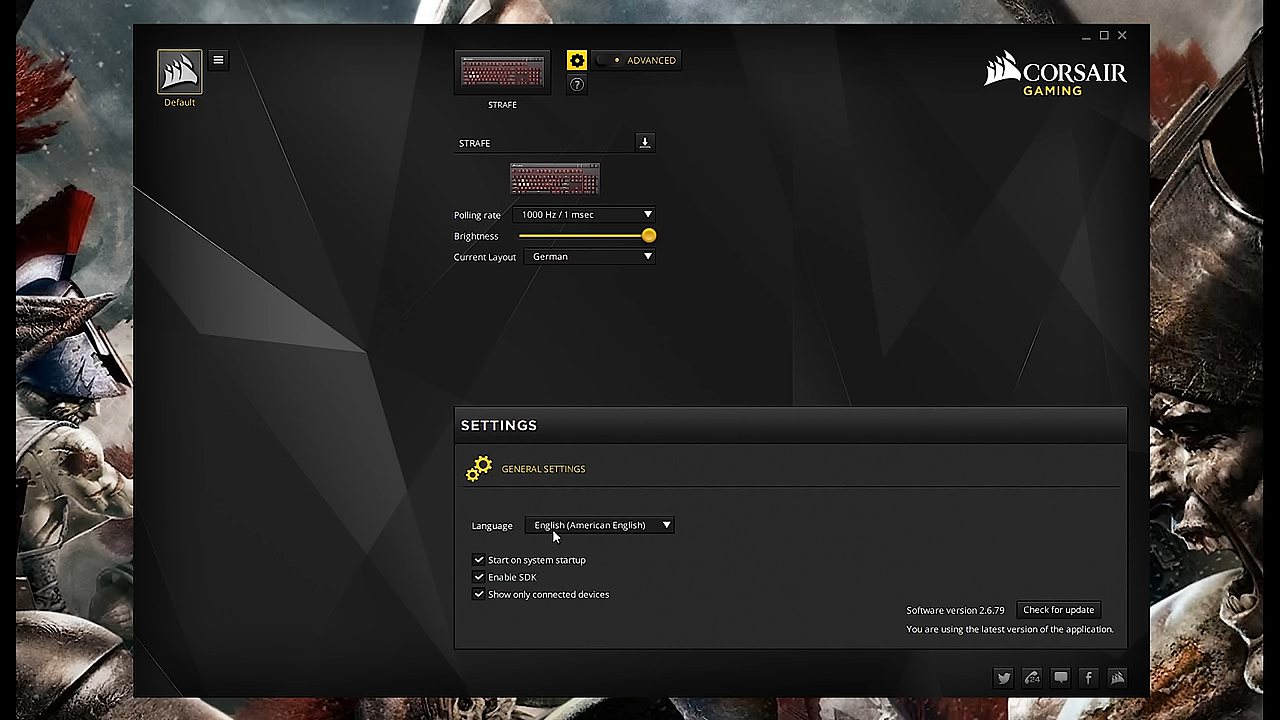 Default
ADVANCED
STRAFE
CORSAIR
GAMING
STRAFE
Polling rate 1000 Hz / 1 msec
Brightness
Current Layout German
SETTINGS
GENERAL SETTINGS
Language English (American English)
Start on system startup
Enable SDK
Show only connected devices
Software version 2.6.79 Check for update
You are using the latest version of the application.